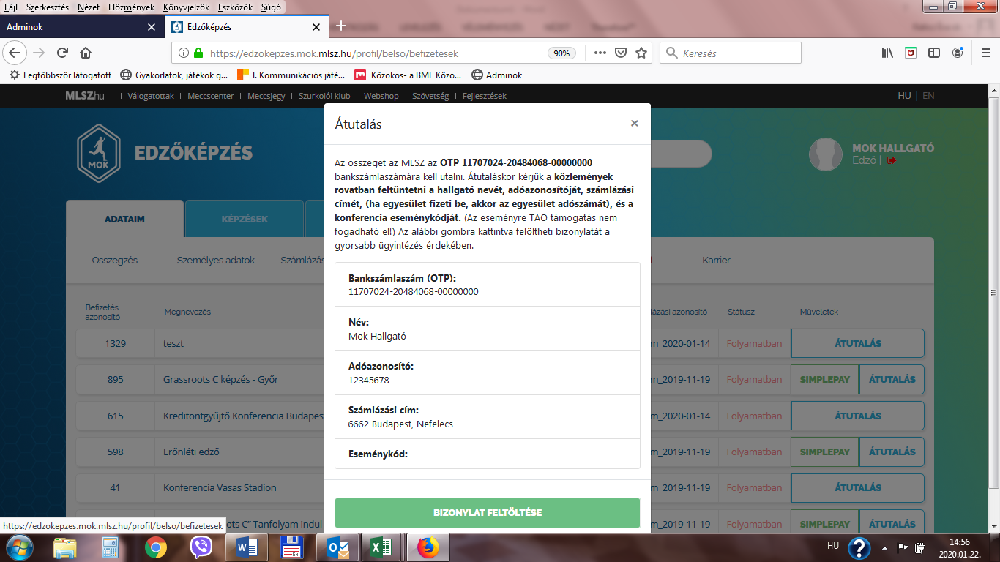 Fájl Szerkesztés Nézet Előzmények Könyvjelzők Eszközök Súgó
Adminok
Edzőképzés
https://edzokepzes.mok.mlsz.hu/profil/belso/befizetesek
90%
Keresés
Legtöbbször látogatott
Gyakorlatok, játékok g...
I. Kommunikációs játé...
Közokos- a BME Közo...
Adminok
MLSZ.hu | Válogatottak | Meccscenter | Meccsjegy | Szurkolói klub | Webshop Szövetség | Fejlesztések
HU | EN
MOK
EDZŐKÉPZÉS
MOK HALLGATÓ
Edző |
ADATAIM
KÉPZÉSEK
Összegzés
Személyes adatok
Számlázás
Karrier
Befizetés
azonosító
Megnevezés
lázási azonosító
Státusz
Műveletek
1329 teszt
m_2020-01-14 Folyamatban ÁTUTALÁS
895 Grassroots C képzés - Győr
m_2019-11-19 Folyamatban SIMPLEPAY ÁTUTALÁS
615 Kreditontgyűjtő Konferencia Budapest
m_2020-01-14 Folyamatban ÁTUTALÁS
598 Erőnléti edző
m_2019-11-19 Folyamatban SIMPLEPAY ÁTUTALÁS
41 Konferencia Vasas Stadion
m_2019-11-19 Folyamatban ÁTUTALÁS
ots C” Tanfolyam indul
m_2019-11-19 Folyamatban SIMPLEPAY ÁTUTALÁS
Átutalás
×
Az összeget az MLSZ az OTP 11707024-20484068-00000000
bankszámlaszámára kell utalni. Átutaláskor kérjük a közlemények
rovatban feltüntetni a hallgató nevét, adóazonosítóját, számlázási
címét, (ha egyesület fizeti be, akkor az egyesület adószámát), és a
konferencia eseménykódját. (Az eseményre TAO támogatás nem
fogadható el!) Az alábbi gombra kattintva felöltheti bizonylatát a
gyorsabb ügyintézés érdekében.
Bankszámlaszám (OTP):
11707024-20484068-00000000
Név:
Mok Hallgató
Adóazonosító:
12345678
Számlázási cím:
6662 Budapest, Nefelecs
Eseménykód:
BIZONYLAT FELTÖLTÉSE
https://edzokepzes.mok.mlsz.hu/profil/belso/befizetesek
HU
14:56
2020.01.22.